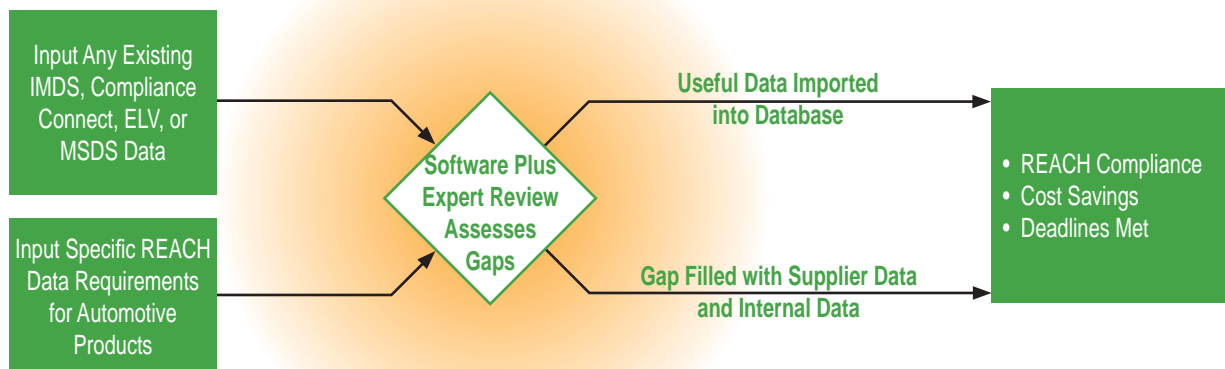 Input Any Existing
IMDS, Compliance
Connect, ELV, or
MSDS Data
Input Specific REACH
Data Requirements
for Automotive
Products
Software Plus
Expert Review
Assesses
Gaps
Useful Data Imported
into Database
Gap Filled with Supplier Data
and Internal Data
• REACH Compliance
• Cost Savings
• Deadlines Met